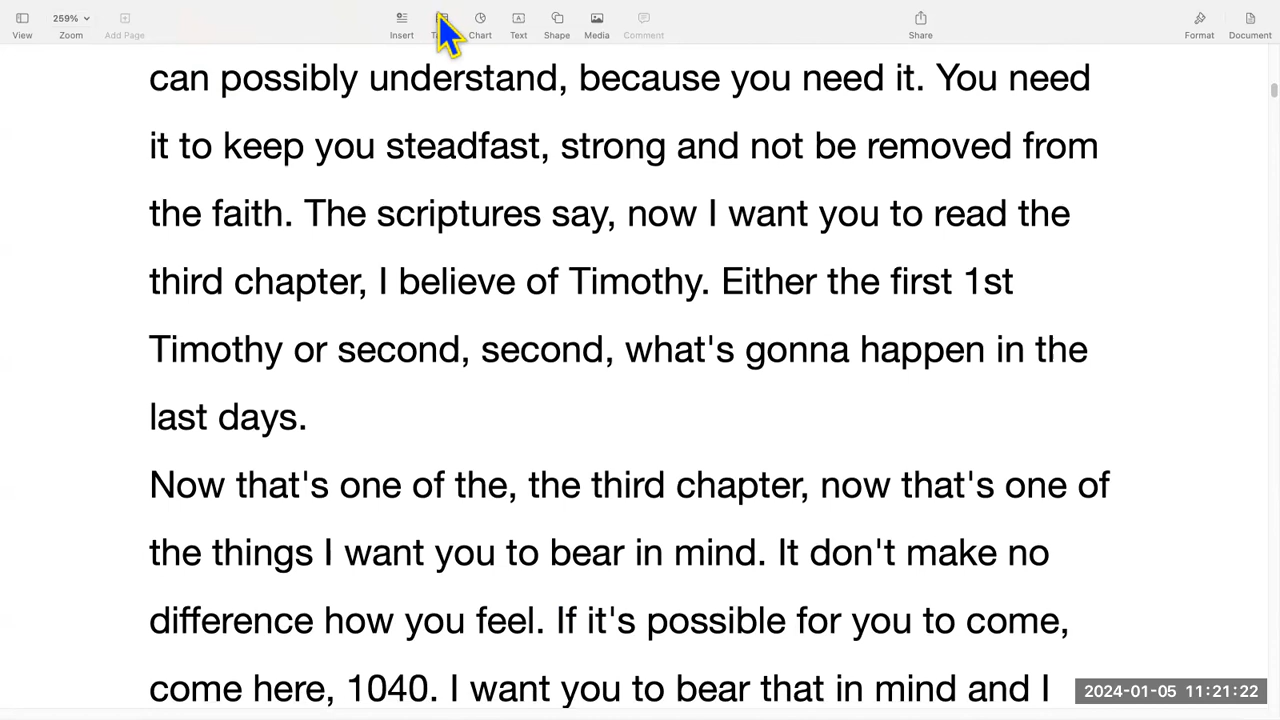 259%
View
Zoom
Add Page
Insert
Chart
Text
Shape
Media
Comment
Share
Format
Document
can possibly understand, because you need it. You need
it to keep you steadfast, strong and not be removed from
the faith. The scriptures say, now I want you to read the
third chapter, I believe of Timothy. Either the first 1st
Timothy or second, second, what's gonna happen in the
last days.
Now that's one of the, the third chapter, now that's one of
the things I want you to bear in mind. It don't make no
difference how you feel. If it's possible for you to come,
come here, 1040. I want you to bear that in mind and I
2024-01-05 11:21:22